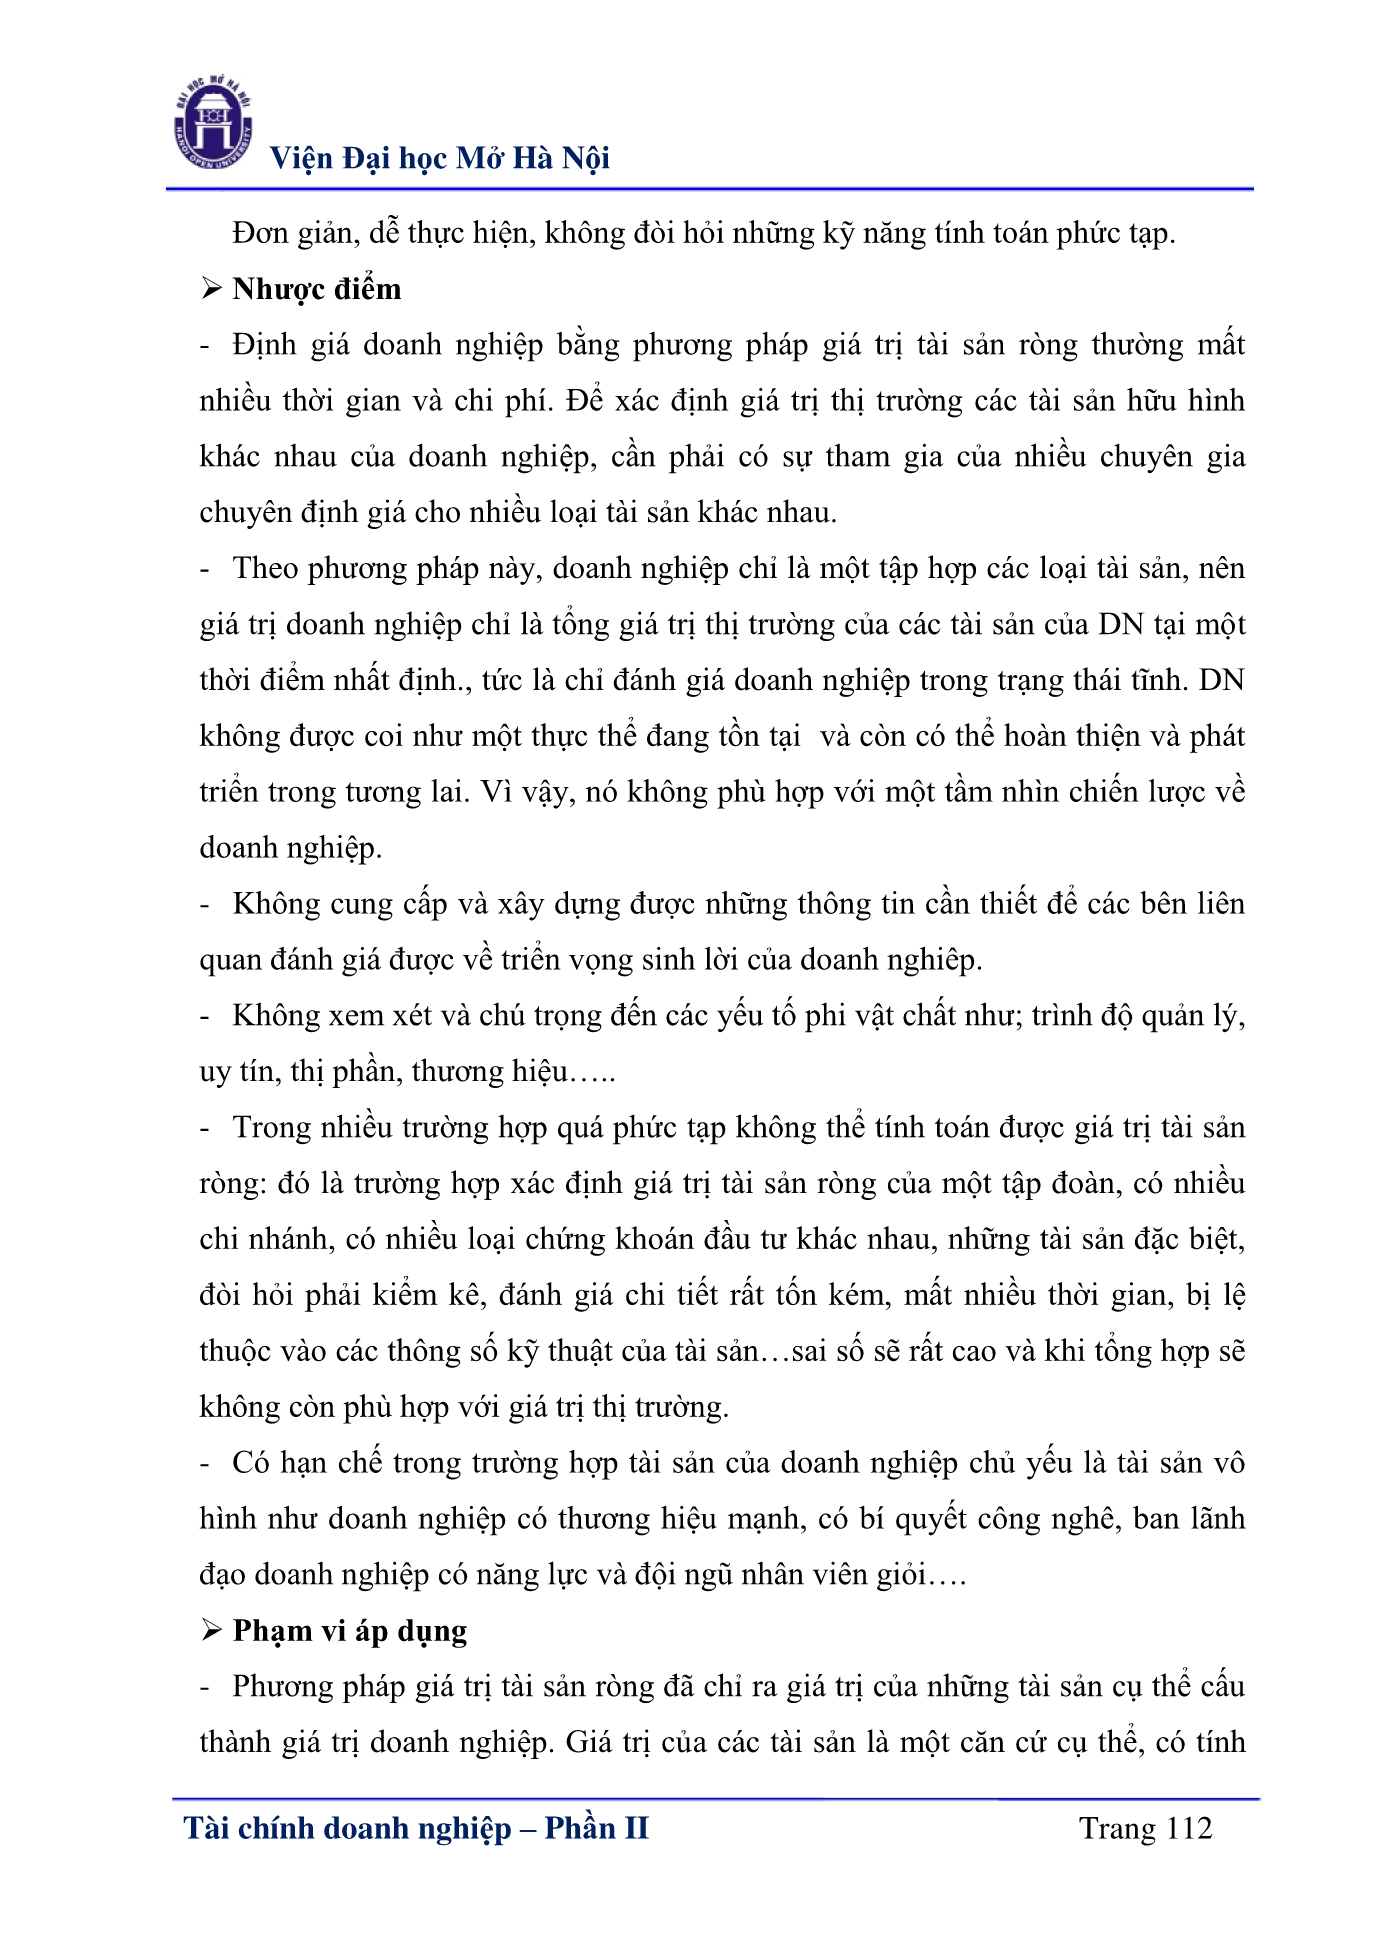 ĐẠI HỌC MỞ HÀ NỘI
HANOI OPEN UNIVERSITY
Viện Đại học Mở Hà Nội
Đơn giản, dễ thực hiện, không đòi hỏi những kỹ năng tính toán phức tạp.
➢ Nhược điểm
- Định giá doanh nghiệp bằng phương pháp giá trị tài sản ròng thường mất
nhiều thời gian và chi phí. Để xác định giá trị thị trường các tài sản hữu hình
khác nhau của doanh nghiệp, cần phải có sự tham gia của nhiều chuyên gia
chuyên định giá cho nhiều loại tài sản khác nhau.
- Theo phương pháp này, doanh nghiệp chỉ là một tập hợp các loại tài sản, nên
giá trị doanh nghiệp chỉ là tổng giá trị thị trường của các tài sản của DN tại một
thời điểm nhất định., tức là chỉ đánh giá doanh nghiệp trong trạng thái tĩnh. DN
không được coi như một thực thể đang tồn tại  và còn có thể hoàn thiện và phát
triển trong tương lai. Vì vậy, nó không phù hợp với một tầm nhìn chiến lược về
doanh nghiệp.
- Không cung cấp và xây dựng được những thông tin cần thiết để các bên liên
quan đánh giá được về triển vọng sinh lời của doanh nghiêp.
- Không xem xét và chú trọng đến các yếu tố phi vật chất như; trình độ quản lý,
uy tín, thị phần, thương hiệu…..
- Trong nhiều trường hợp quá phức tạp không thể tính toán được giá trị tài sản
ròng: đó là trường hợp xác định giá trị tài sản ròng của một tập đoàn, có nhiều
chi nhánh, có nhiều loại chứng khoán đầu tư khác nhau, những tài sản đặc biệt,
đòi hỏi phải kiểm kê, đánh giá chi tiết rất tốn kém, mất nhiều thời gian, bị lệ
thuộc vào các thông số kỹ thuật của tài sản…sai số sẽ rất cao và khi tổng hợp sẽ
không còn phù hợp với giá trị thị trường.
- Có hạn chế trong trường hợp tài sản của doanh nghiệp chủ yếu là tài sản vô
hình như doanh nghiệp có thương hiệu mạnh, có bí quyết công nghê, ban lãnh
đạo doanh nghiệp có năng lực và đội ngũ nhân viên giỏi….
➢ Phạm vi áp dụng
- Phương pháp giá trị tài sản ròng đã chỉ ra giá trị của những tài sản cụ thể cấu
thành giá trị doanh nghiệp. Giá trị của các tài sản là một căn cứ cụ thể, có tính
Tài chính doanh nghiệp – Phần II
Trang 112